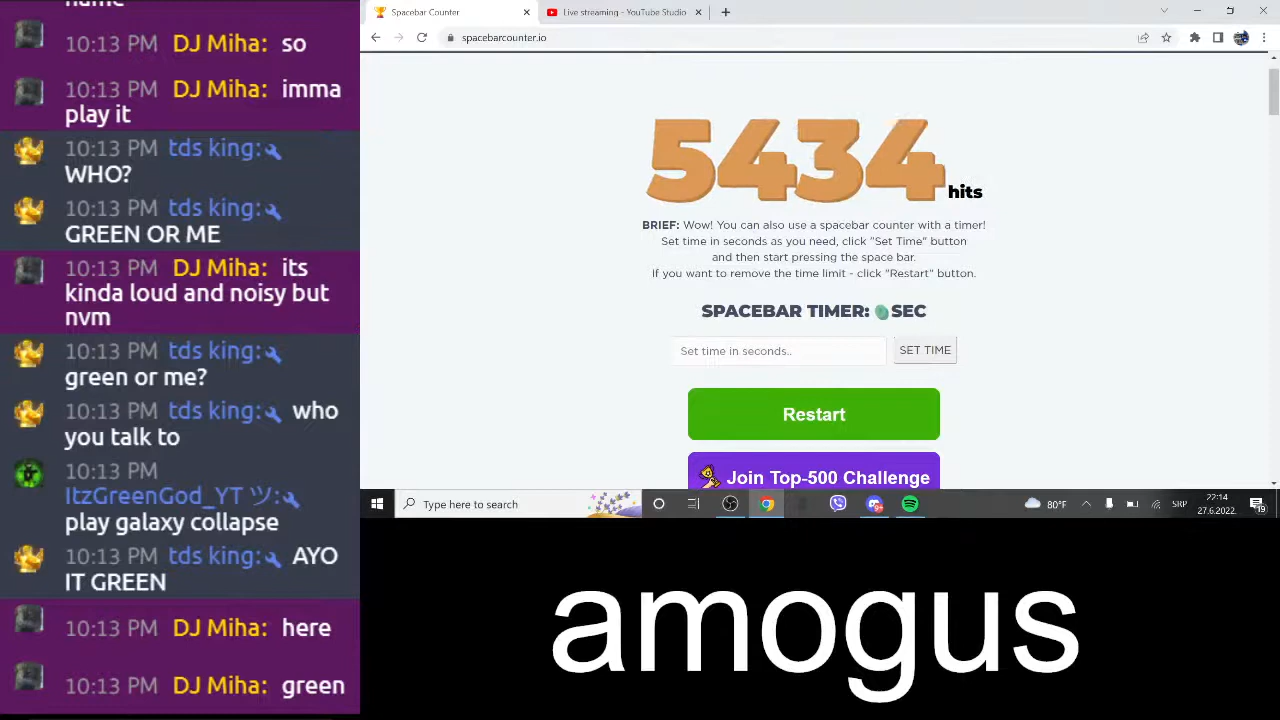 name
10:13 PM DJ Miha: so
10:13 PM DJ Miha: imma
play it
10:13 PM tds king:
WHO?
10:13 PM tds king:
GREEN OR ME
10:13 PM DJ Miha: its
kinda loud and noisy but
nvm
10:13 PM tds king:
green or me?
10:13 PM tds king: who
you talk to
10:13 PM
ItzGreenGod_YT ツ:
play galaxy collapse
10:13 PM tds king: AYO
IT GREEN
10:13 PM DJ Miha: here
10:13 PM DJ Miha: green
Spacebar Counter
Live streaming - YouTube Studio
spacebarcounter.io
5434 hits
BRIEF: Wow! You can also use a spacebar counter with a timer!
Set time in seconds as you need, click "Set Time" button
and then start pressing the space bar.
If you want to remove the time limit - click "Restart" button.
SPACEBAR TIMER: SEC
Set time in seconds..
SET TIME
Restart
Join Top-500 Challenge
Type here to search
80°F
SRP
22:14
27.6.2022.
19
amogus